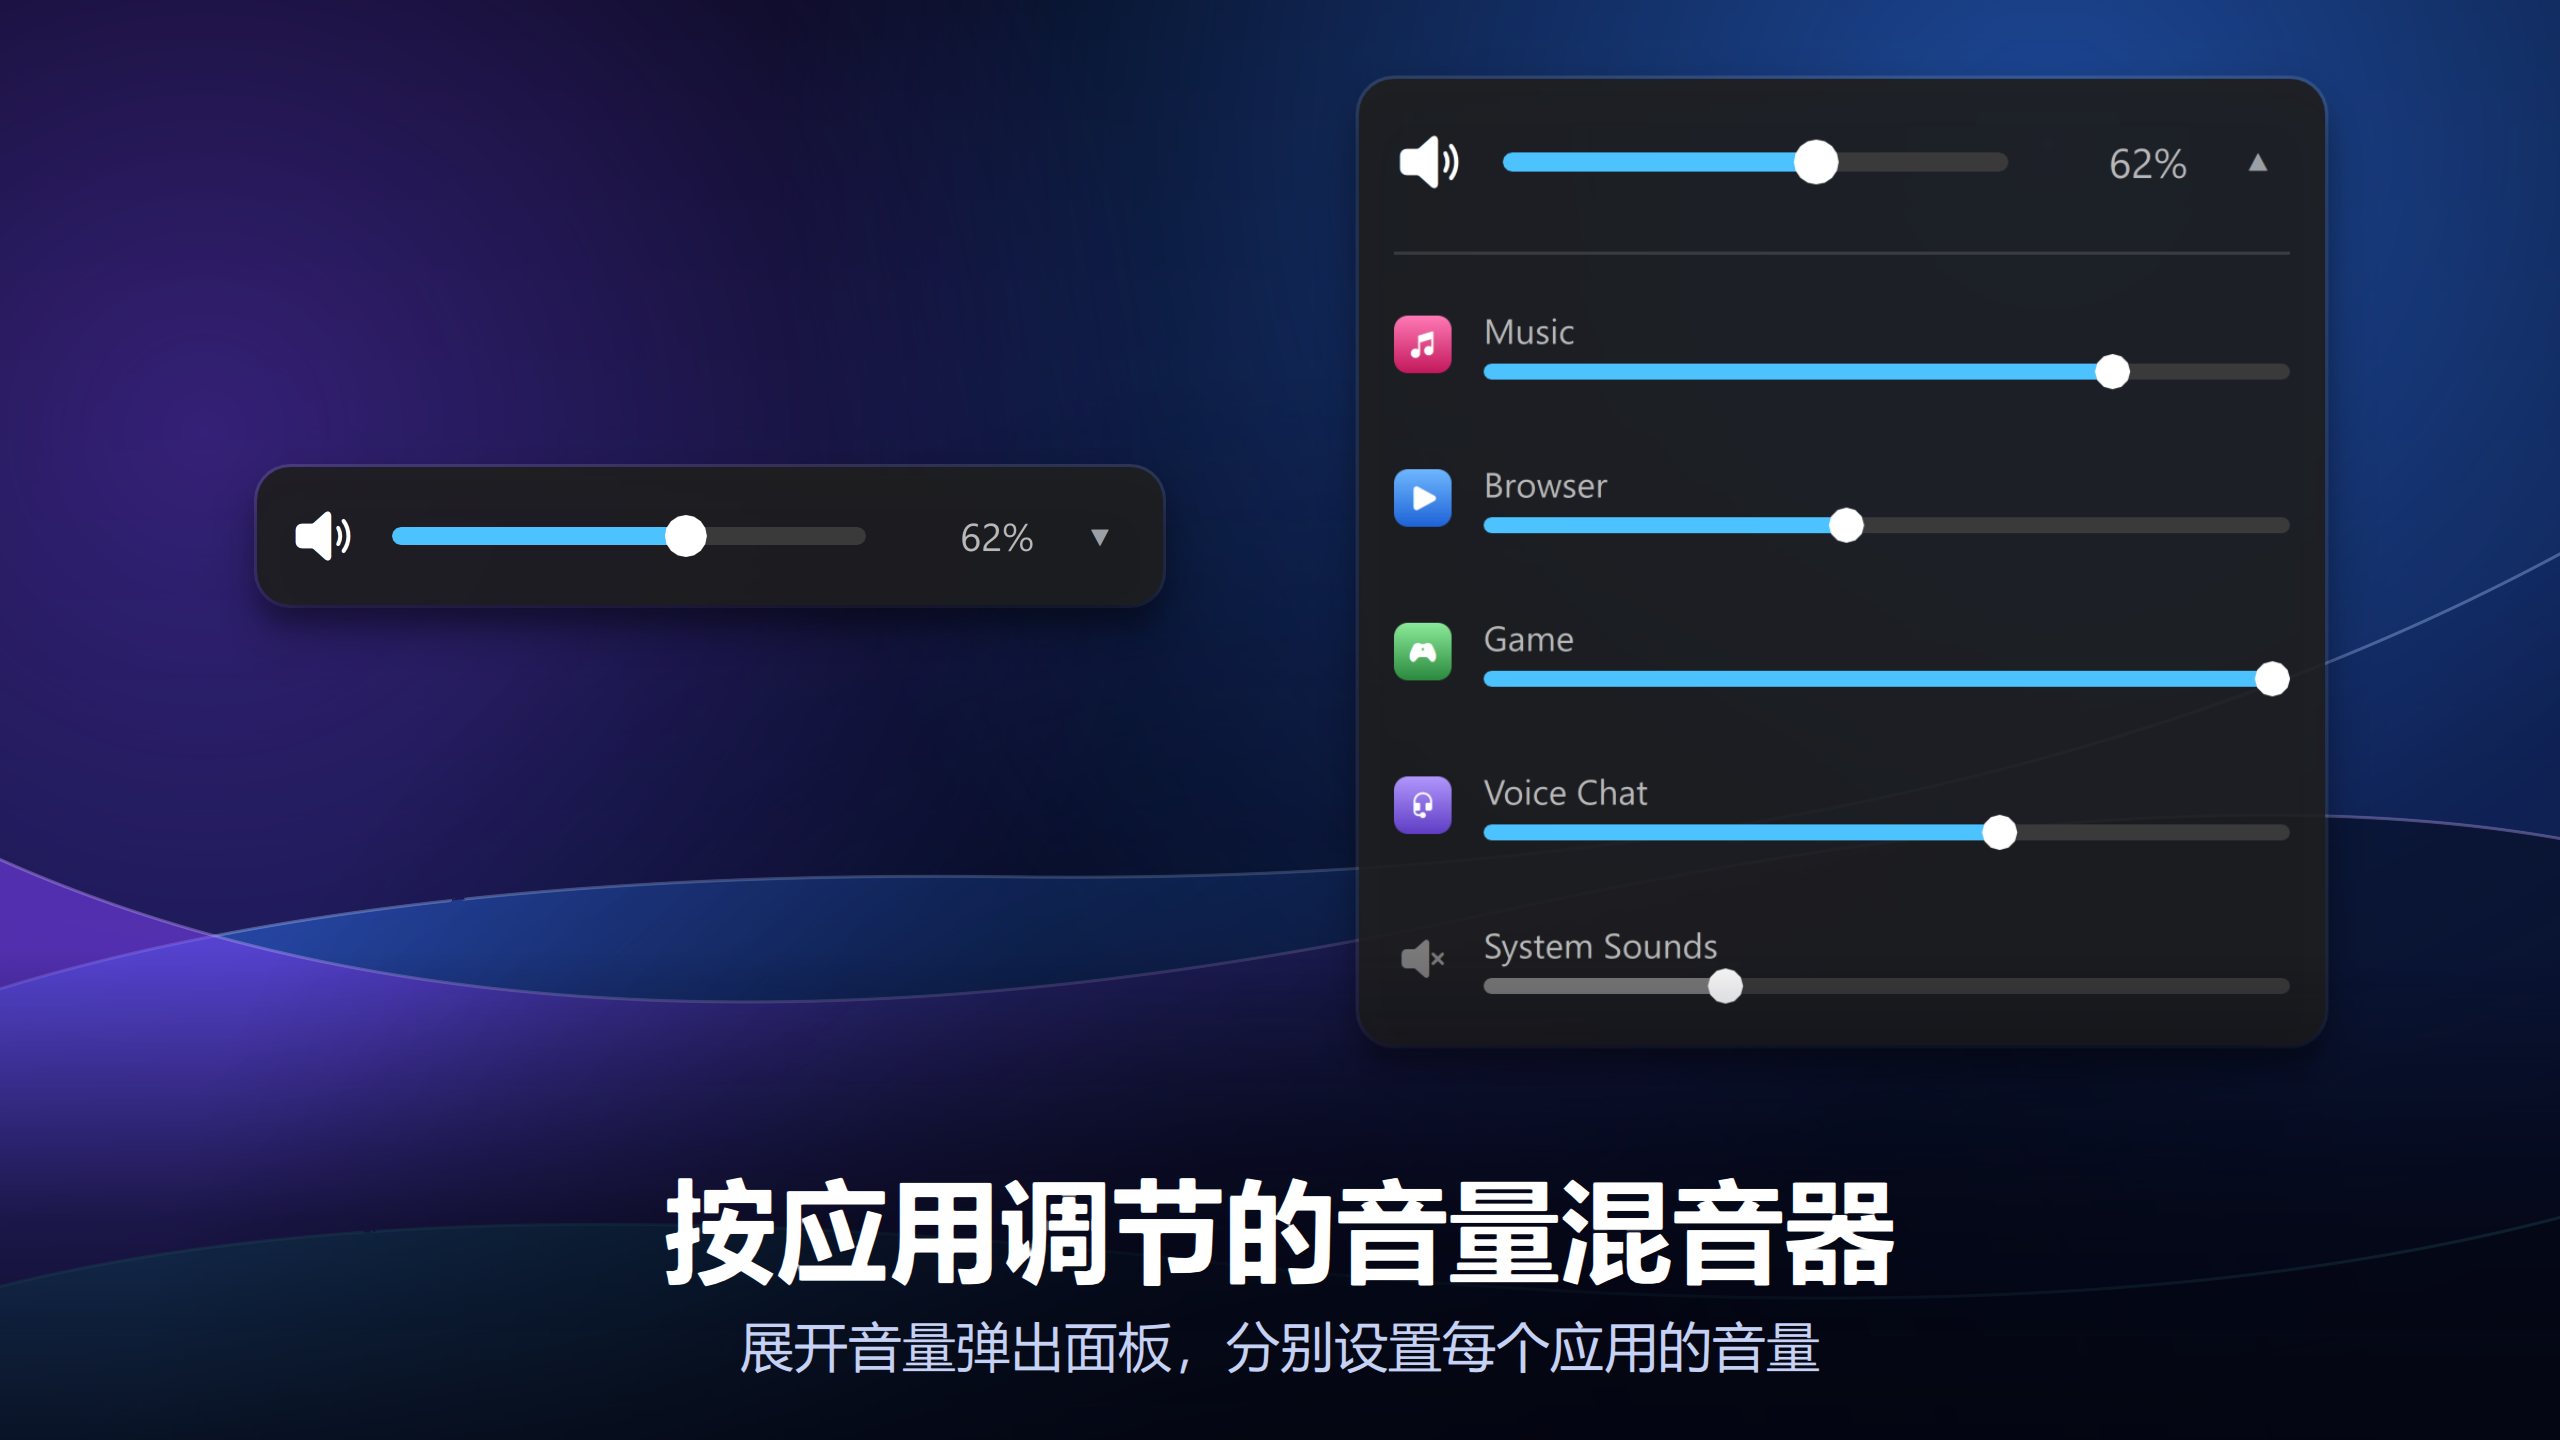 62% ▼
62% ▲
Music
Browser
Game
Voice Chat
System Sounds
按应用调节的音量混音器
展开音量弹出面板，分别设置每个应用的音量